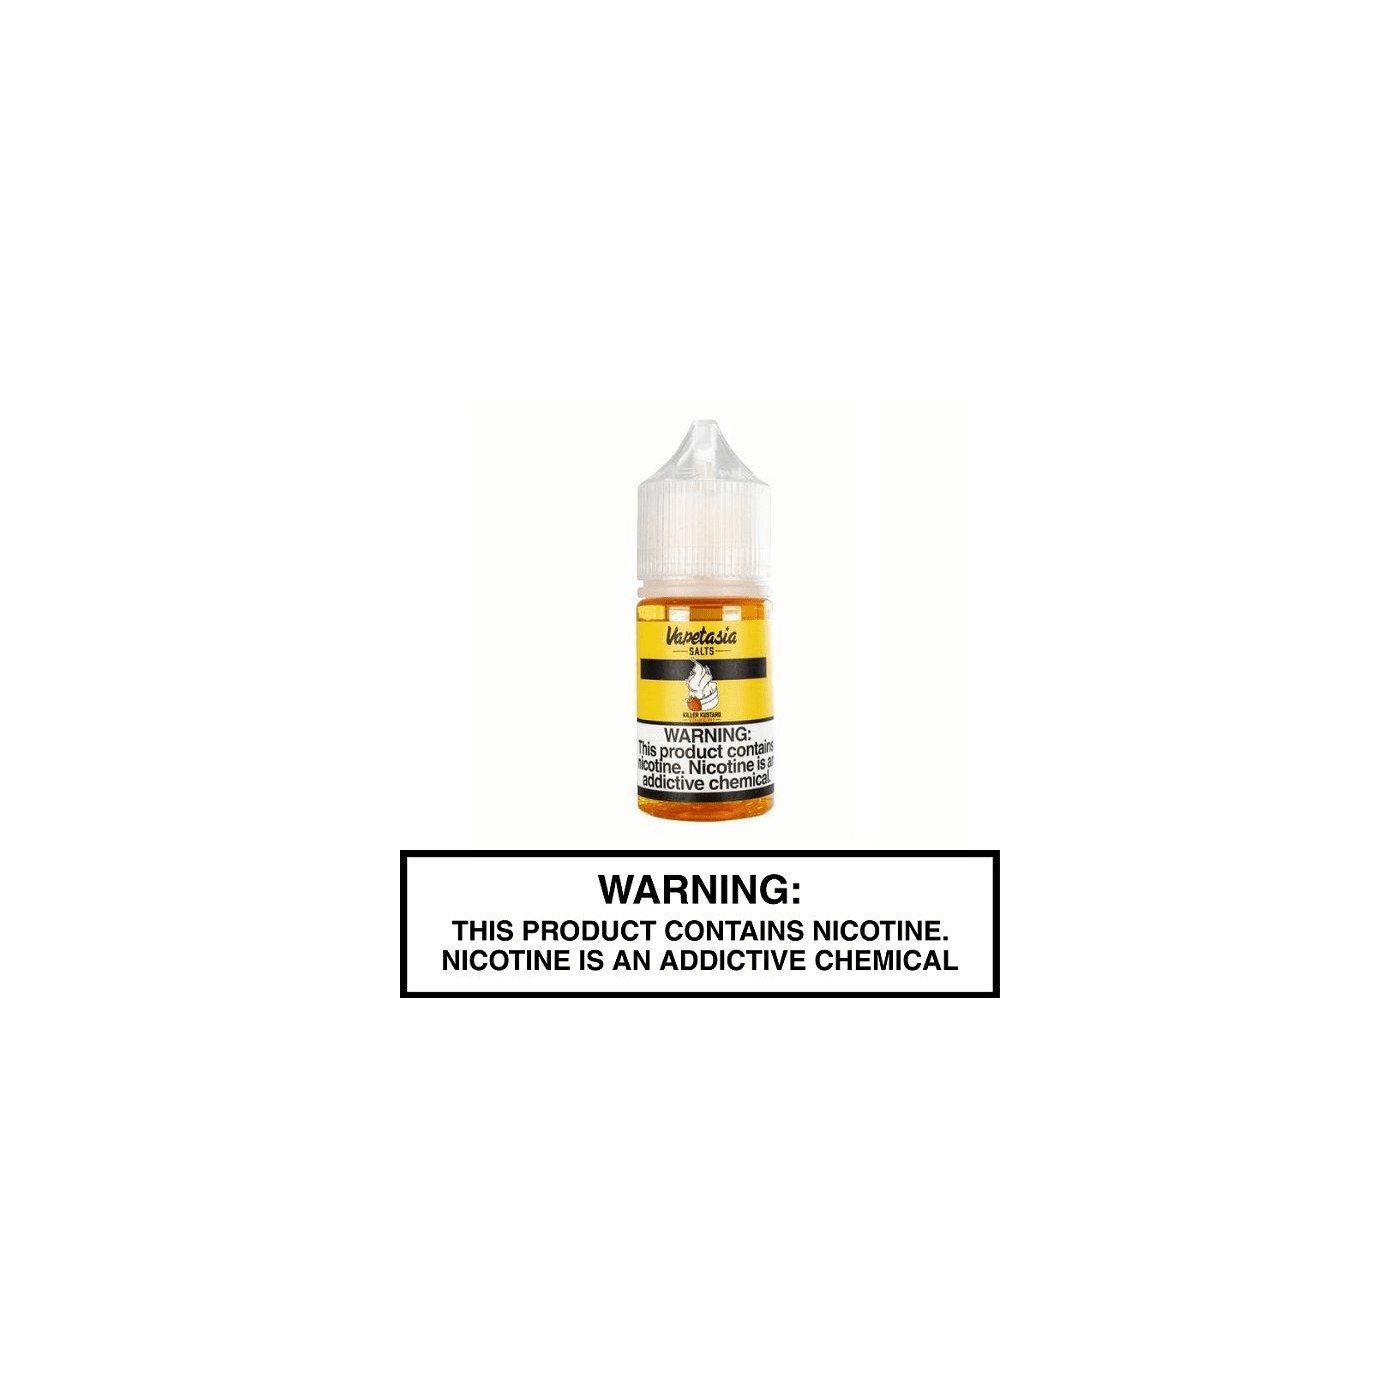 Vapetasia
SALTS
KILLER KUSTARD
WARNING:
This product contains
nicotine. Nicotine is an
addictive chemical.
WARNING:
THIS PRODUCT CONTAINS NICOTINE.
NICOTINE IS AN ADDICTIVE CHEMICAL